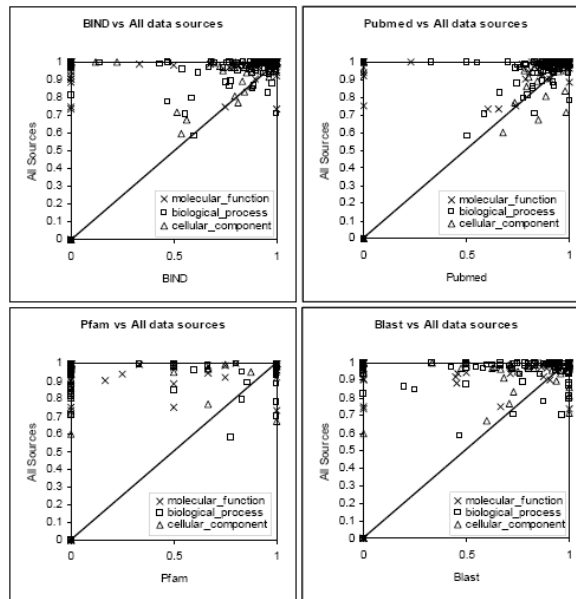 BIND vs All data sources
All Sources
1
0.9
0.8
0.7
0.6
0.5
0.4
0.3
0.2
0.1
0
× molecular_function
□ biological_process
△ cellular_component
0
0.5
1
BIND
Pubmed vs All data sources
All Sources
1
0.9
0.8
0.7
0.6
0.5
0.4
0.3
0.2
0.1
0
× molecular_function
□ biological_process
△ cellular_component
0
0.5
1
Pubmed
Pfam vs All data sources
All Sources
1
0.9
0.8
0.7
0.6
0.5
0.4
0.3
0.2
0.1
0
× molecular_function
□ biological_process
△ cellular_component
0
0.5
1
Pfam
Blast vs All data sources
All Sources
1
0.9
0.8
0.7
0.6
0.5
0.4
0.3
0.2
0.1
0
× molecular_function
□ biological_process
△ cellular_component
0
0.5
1
Blast